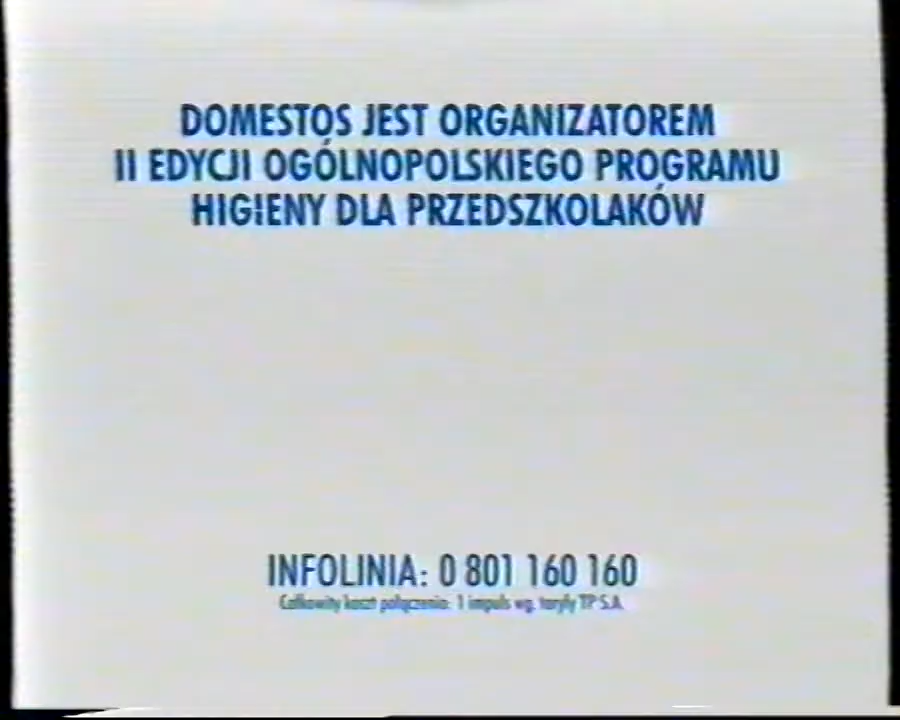 DOMESTOS JEST ORGANIZATOREM
II EDYCJI OGÓLNOPOLSKIEGO PROGRAMU
HIGIENY DLA PRZEDSZKOLAKÓW
INFOLINIA: 0 801 160 160
Całkowity koszt połączenia: 1 impuls wg. taryfy TP S.A.